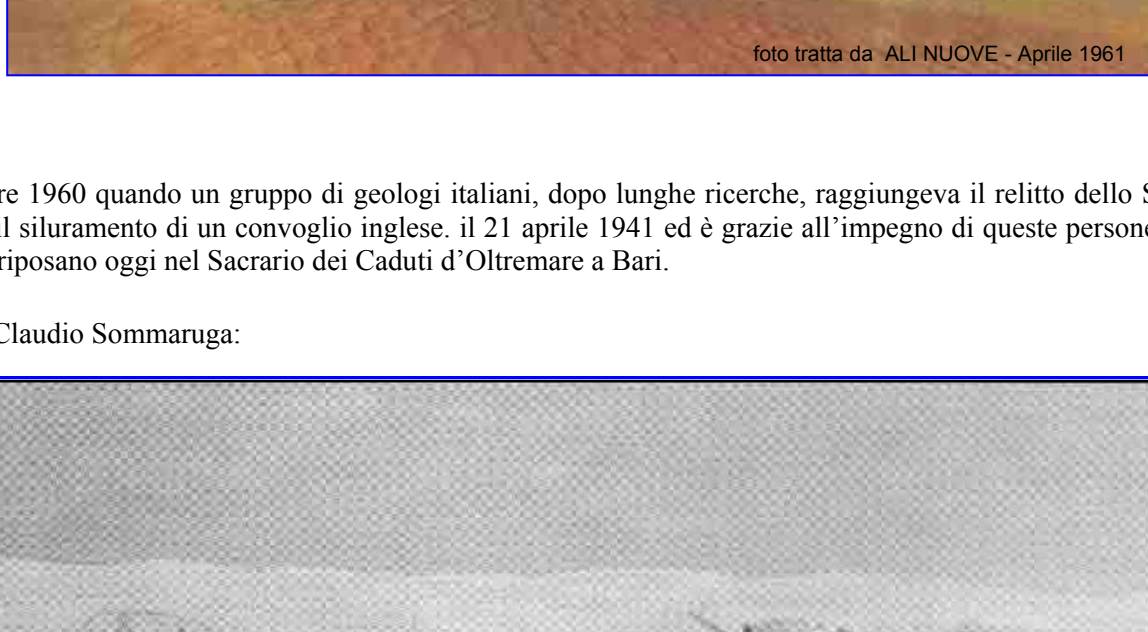 foto tratta da ALI NUOVE - Aprile 1961
re 1960 quando un gruppo di geologi italiani, dopo lunghe ricerche, raggiungeva il relitto dello S
il siluramento di un convoglio inglese. il 21 aprile 1941 ed è grazie all’impegno di queste persone
riposano oggi nel Sacrario dei Caduti d’Oltremare a Bari.
Claudio Sommaruga: